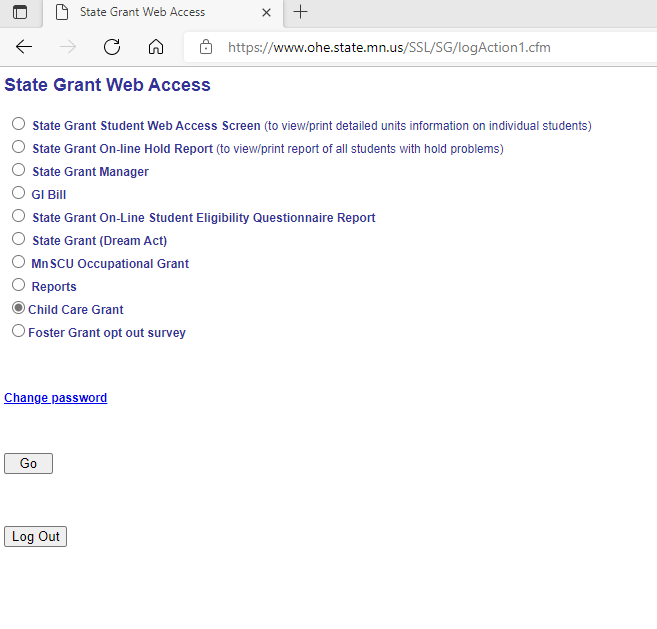 State Grant Web Access
https://www.ohe.state.mn.us/SSL/SG/logAction1.cfm
State Grant Web Access
State Grant Student Web Access Screen (to view/print detailed units information on individual students)
State Grant On-line Hold Report (to view/print report of all students with hold problems)
State Grant Manager
GI Bill
State Grant On-Line Student Eligibility Questionnaire Report
State Grant (Dream Act)
MnSCU Occupational Grant
Reports
Child Care Grant
Foster Grant opt out survey
Change password
Go
Log Out